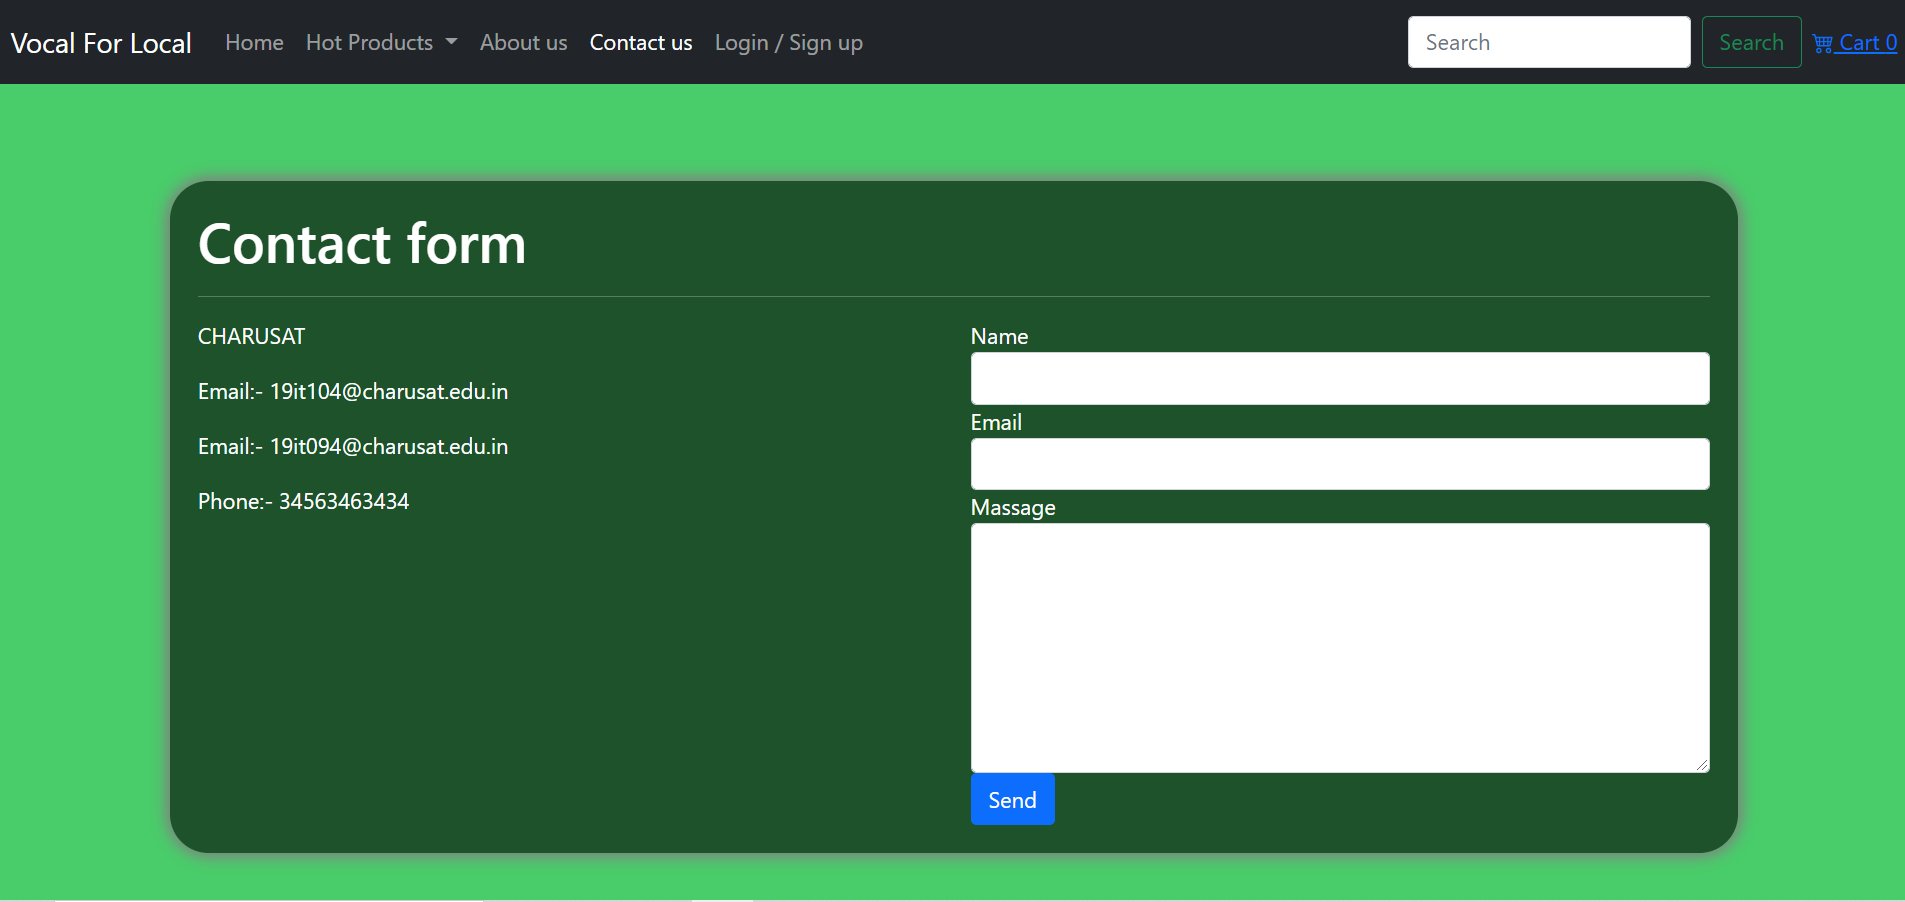 Vocal For Local Home Hot Products About us Contact us Login / Sign up Search Search Cart 0
Contact form
CHARUSAT
Email:- 19it104@charusat.edu.in
Email:- 19it094@charusat.edu.in
Phone:- 34563463434
Name
Email
Massage
Send